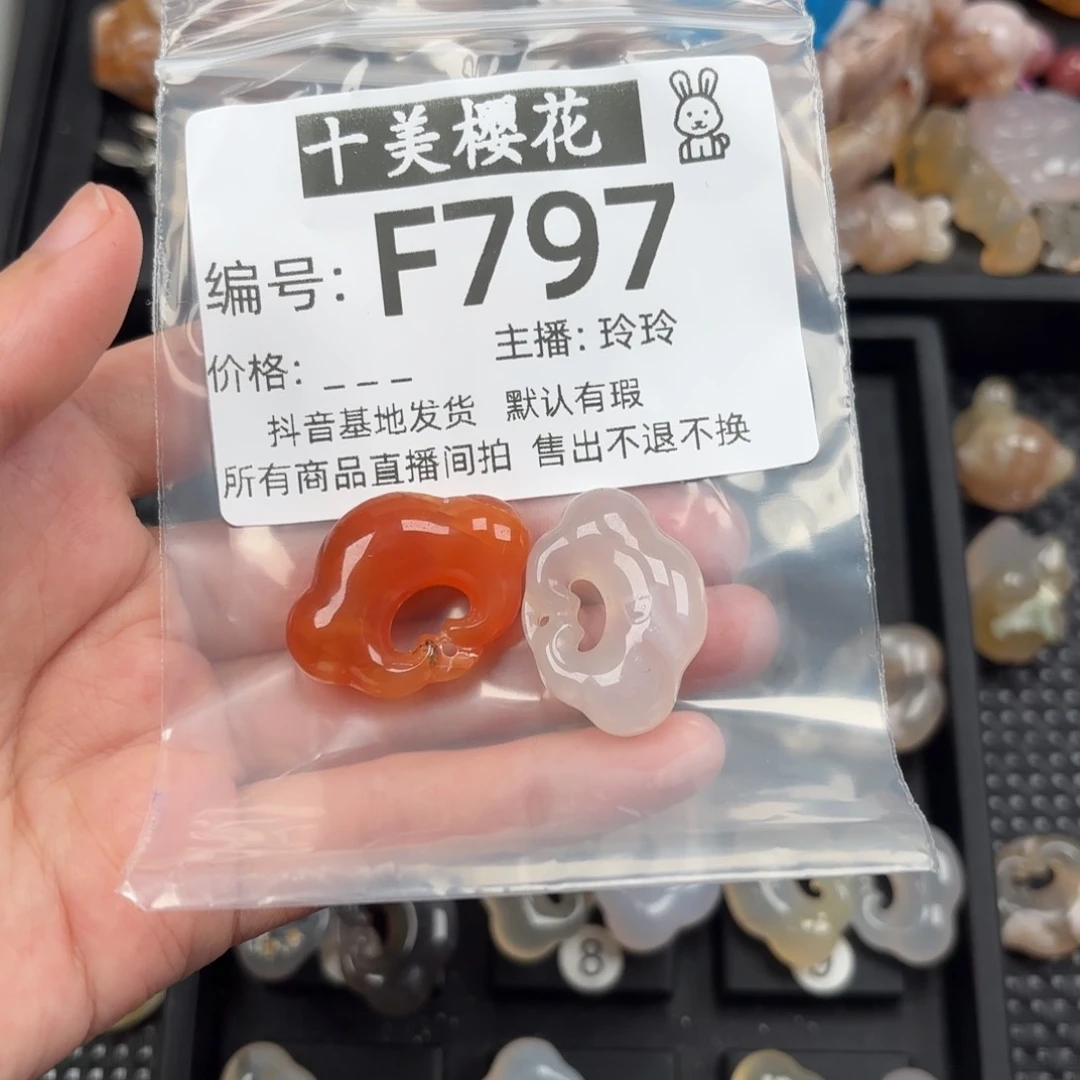 十美樱花
编号: F797
价格: _ _ _ 主播: 玲玲
抖音基地发货 默认有瑕
所有商品直播间拍 售出不退不换
8